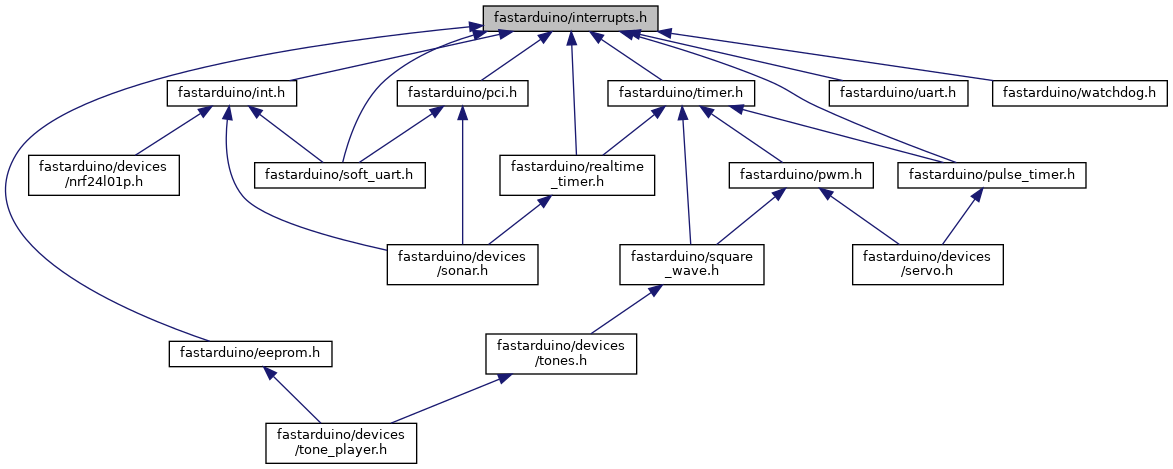 fastarduino/interrupts.h
fastarduino/int.h
fastarduino/pci.h
fastarduino/timer.h
fastarduino/uart.h
fastarduino/watchdog.h
fastarduino/devices
/nrf24l01p.h
fastarduino/soft_uart.h
fastarduino/realtime
_timer.h
fastarduino/pwm.h
fastarduino/pulse_timer.h
fastarduino/devices
/sonar.h
fastarduino/square
_wave.h
fastarduino/devices
/servo.h
fastarduino/eeprom.h
fastarduino/devices
/tones.h
fastarduino/devices
/tone_player.h